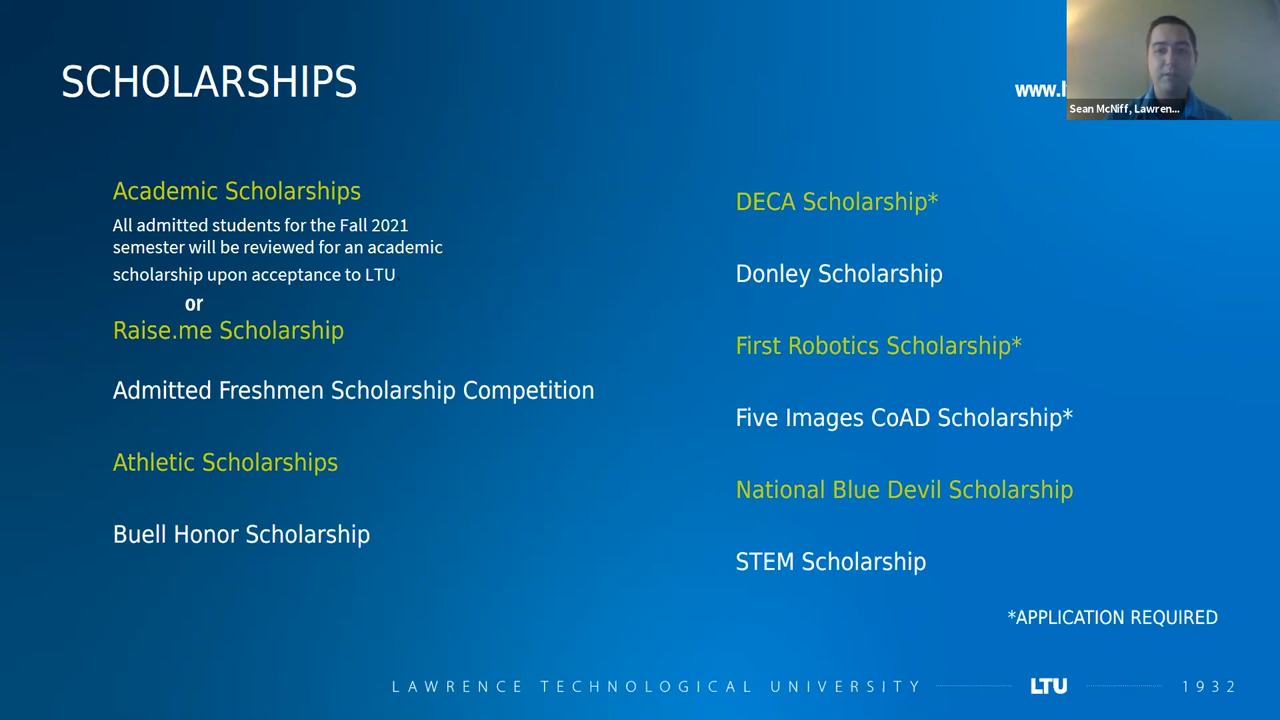 SCHOLARSHIPS
Sean McNiff, Lawren...
Academic Scholarships
All admitted students for the Fall 2021
semester will be reviewed for an academic
scholarship upon acceptance to LTU.
or
Raise.me Scholarship
Admitted Freshmen Scholarship Competition
Athletic Scholarships
Buell Honor Scholarship
DECA Scholarship*
Donley Scholarship
First Robotics Scholarship*
Five Images CoAD Scholarship*
National Blue Devil Scholarship
STEM Scholarship
*APPLICATION REQUIRED
LAWRENCE TECHNOLOGICAL UNIVERSITY LTU 1932